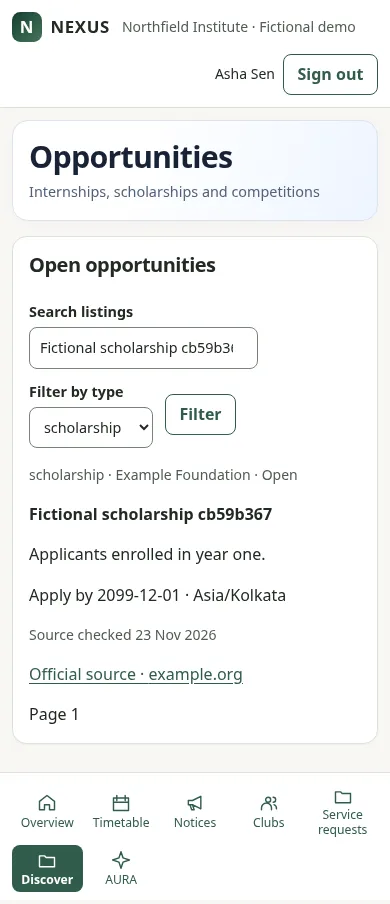 N NEXUS Northfield Institute · Fictional demo
Asha Sen Sign out
Opportunities
Internships, scholarships and competitions
Open opportunities
Search listings
Fictional scholarship cb59b3
Filter by type
scholarship Filter
scholarship · Example Foundation · Open
Fictional scholarship cb59b367
Applicants enrolled in year one.
Apply by 2099-12-01 · Asia/Kolkata
Source checked 23 Nov 2026
Official source · example.org
Page 1
Overview Timetable Notices Clubs Service requests
Discover AURA